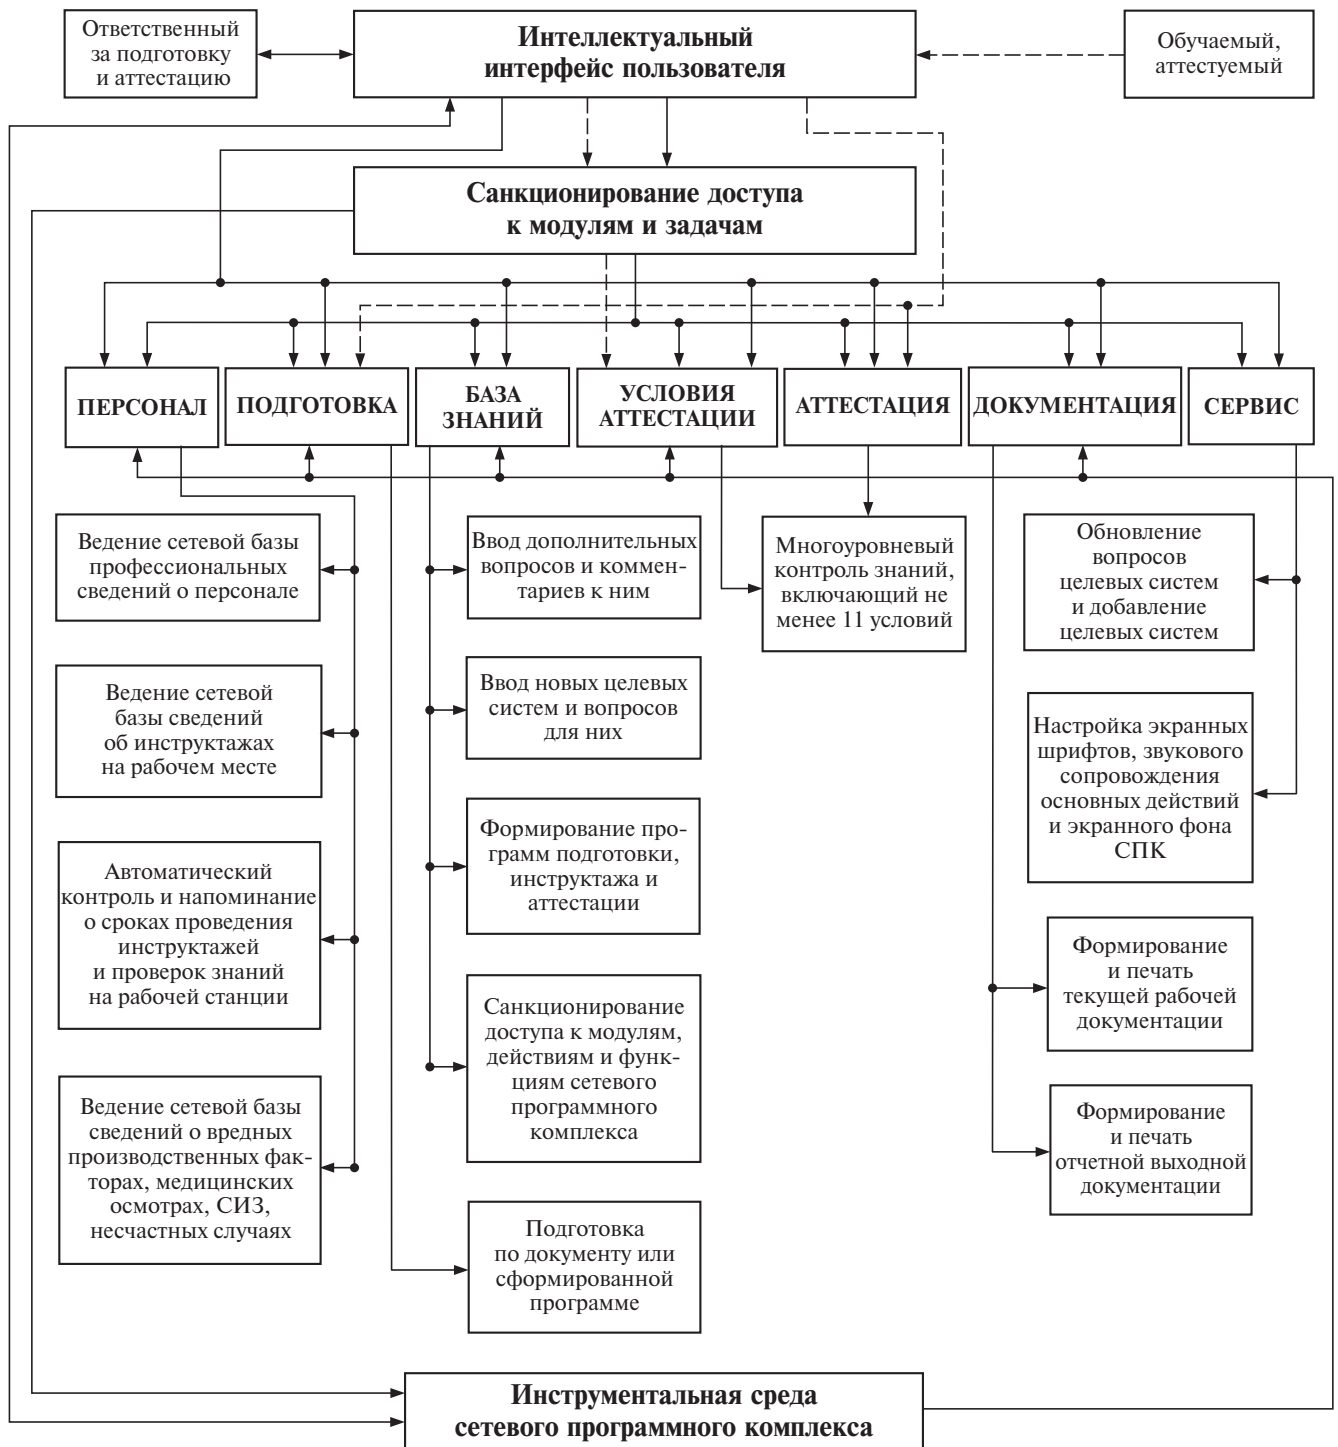 Ответственный
за подготовку
и аттестацию
Интеллектуальный
интерфейс пользователя
Обучаемый,
аттестуемый
Санкционирование доступа
к модулям и задачам
ПЕРСОНАЛ
ПОДГОТОВКА
БАЗА
ЗНАНИЙ
УСЛОВИЯ
АТТЕСТАЦИИ
АТТЕСТАЦИЯ
ДОКУМЕНТАЦИЯ
СЕРВИС
Ведение сетевой базы
профессиональных
сведений о персонале
Ведение сетевой
базы сведений
об инструктажах
на рабочем месте
Автоматический
контроль и напоминание
о сроках проведения
инструктажей
и проверок знаний
на рабочей станции
Ведение сетевой базы
сведений о вредных
производственных фак-
торах, медицинских
осмотрах, СИЗ,
несчастных случаях
Ввод дополнительных
вопросов и коммен-
тариев к ним
Ввод новых целевых
систем и вопросов
для них
Формирование про-
грамм подготовки,
инструктажа и
аттестации
Санкционирование
доступа к модулям,
действиям и функ-
циям сетевого
программного
комплекса
Подготовка
по документу или
сформированной
программе
Многоуровневый
контроль знаний,
включающий не
менее 11 условий
Обновление
вопросов
целевых систем
и добавление
целевых систем
Настройка экранных
шрифтов, звукового
сопровождения
основных действий
и экранного фона
СПК
Формирование
и печать
текущей рабочей
документации
Формирование
и печать
отчетной выходной
документации
Инструментальная среда
сетевого программного комплекса